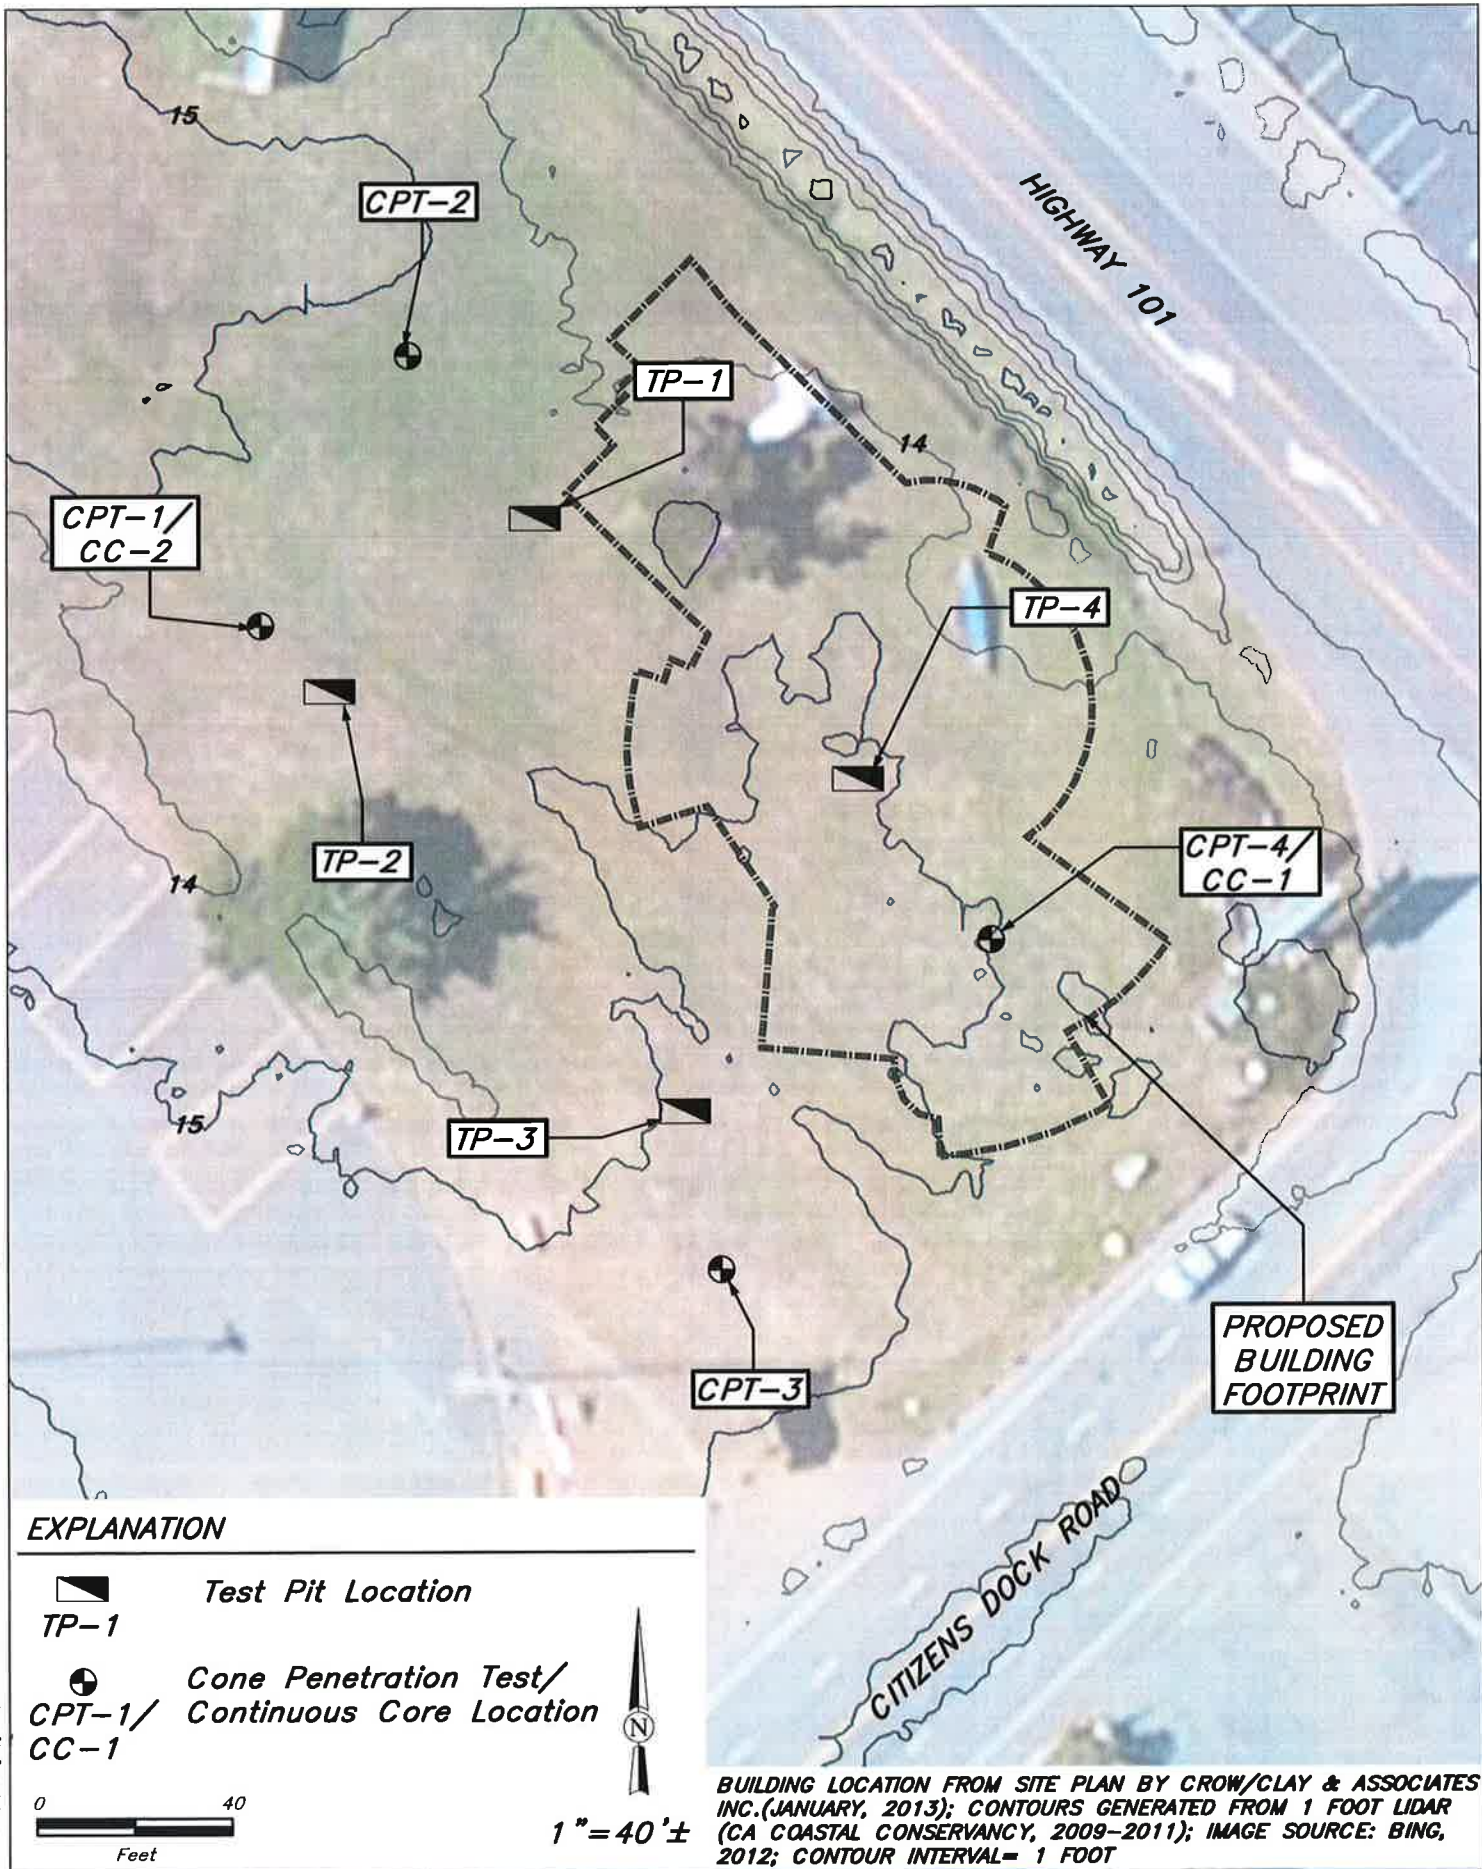 15
CPT-2
HIGHWAY 101
TP-1
14
CPT-1/
CC-2
TP-4
TP-2
14
CPT-4/
CC-1
15
TP-3
CPT-3
PROPOSED
BUILDING
FOOTPRINT
CITIZENS DOCK ROAD
EXPLANATION
Test Pit Location
TP-1
Cone Penetration Test/
Continuous Core Location
CPT-1/
CC-1
N
0 40
Feet
1"=40'±
BUILDING LOCATION FROM SITE PLAN BY CROW/CLAY & ASSOCIATES
INC.(JANUARY, 2013); CONTOURS GENERATED FROM 1 FOOT LIDAR
(CA COASTAL CONSERVANCY, 2009-2011); IMAGE SOURCE: BING,
2012; CONTOUR INTERVAL= 1 FOOT